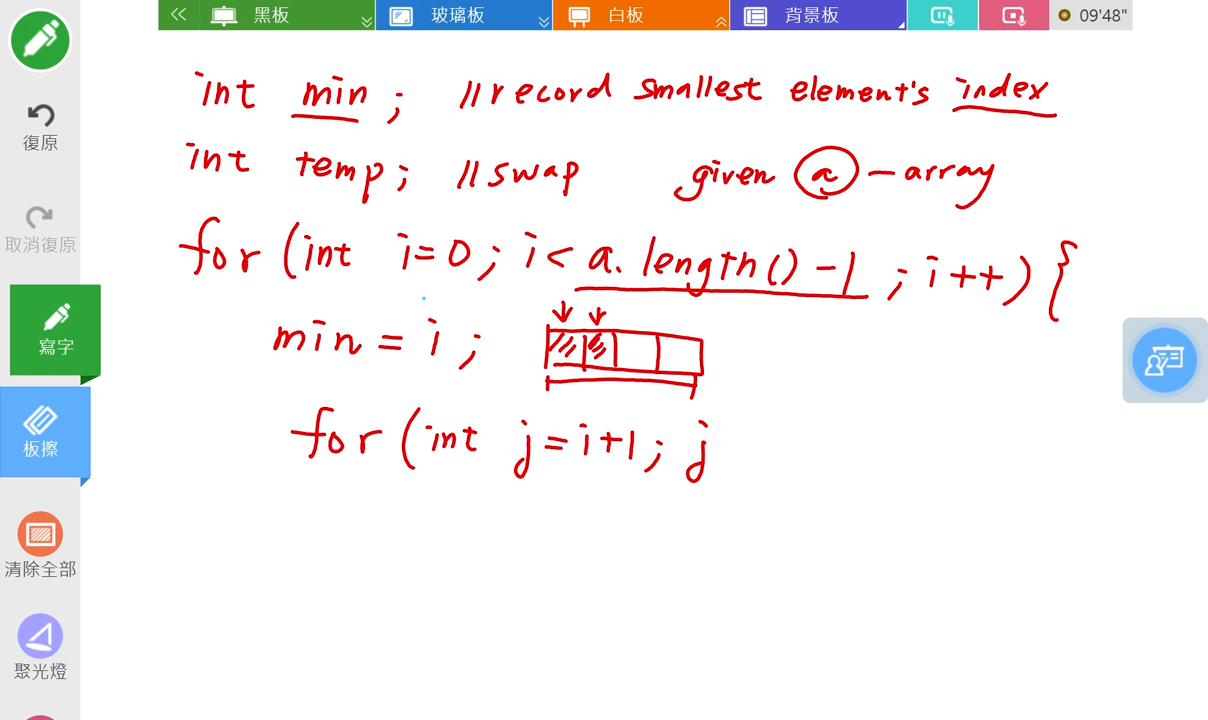 黑板 玻璃板 白板 背景板 09'48"
復原
取消復原
寫字
板擦
清除全部
聚光燈
int min ; //record smallest element's index
int temp; //swap given a - array
for (int i=0; i< a. length() -1 ; i++) {
min = i ;
for (int j=i+1; j